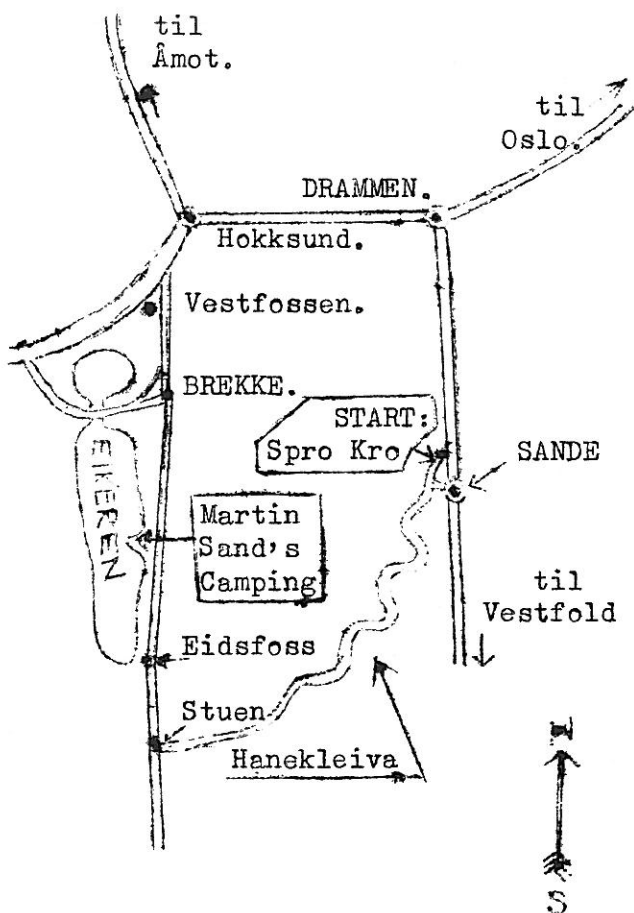 til
Åmot.
til
Oslo.
DRAMMEN.
Hokksund.
Vestfossen.
BREKKE.
START:
Spro Kro
SANDE
EIKEREN
Martin
Sand's
Camping
til
Vestfold
Eidsfoss
Stuen
Hanekleiva
N
S